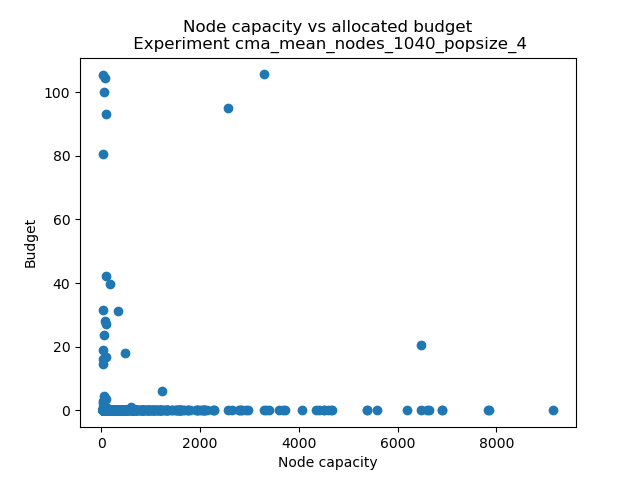 Node capacity vs allocated budget
Experiment cma_mean_nodes_1040_popsize_4
100
80
60
40
20
0
Budget
0 2000 4000 6000 8000
Node capacity